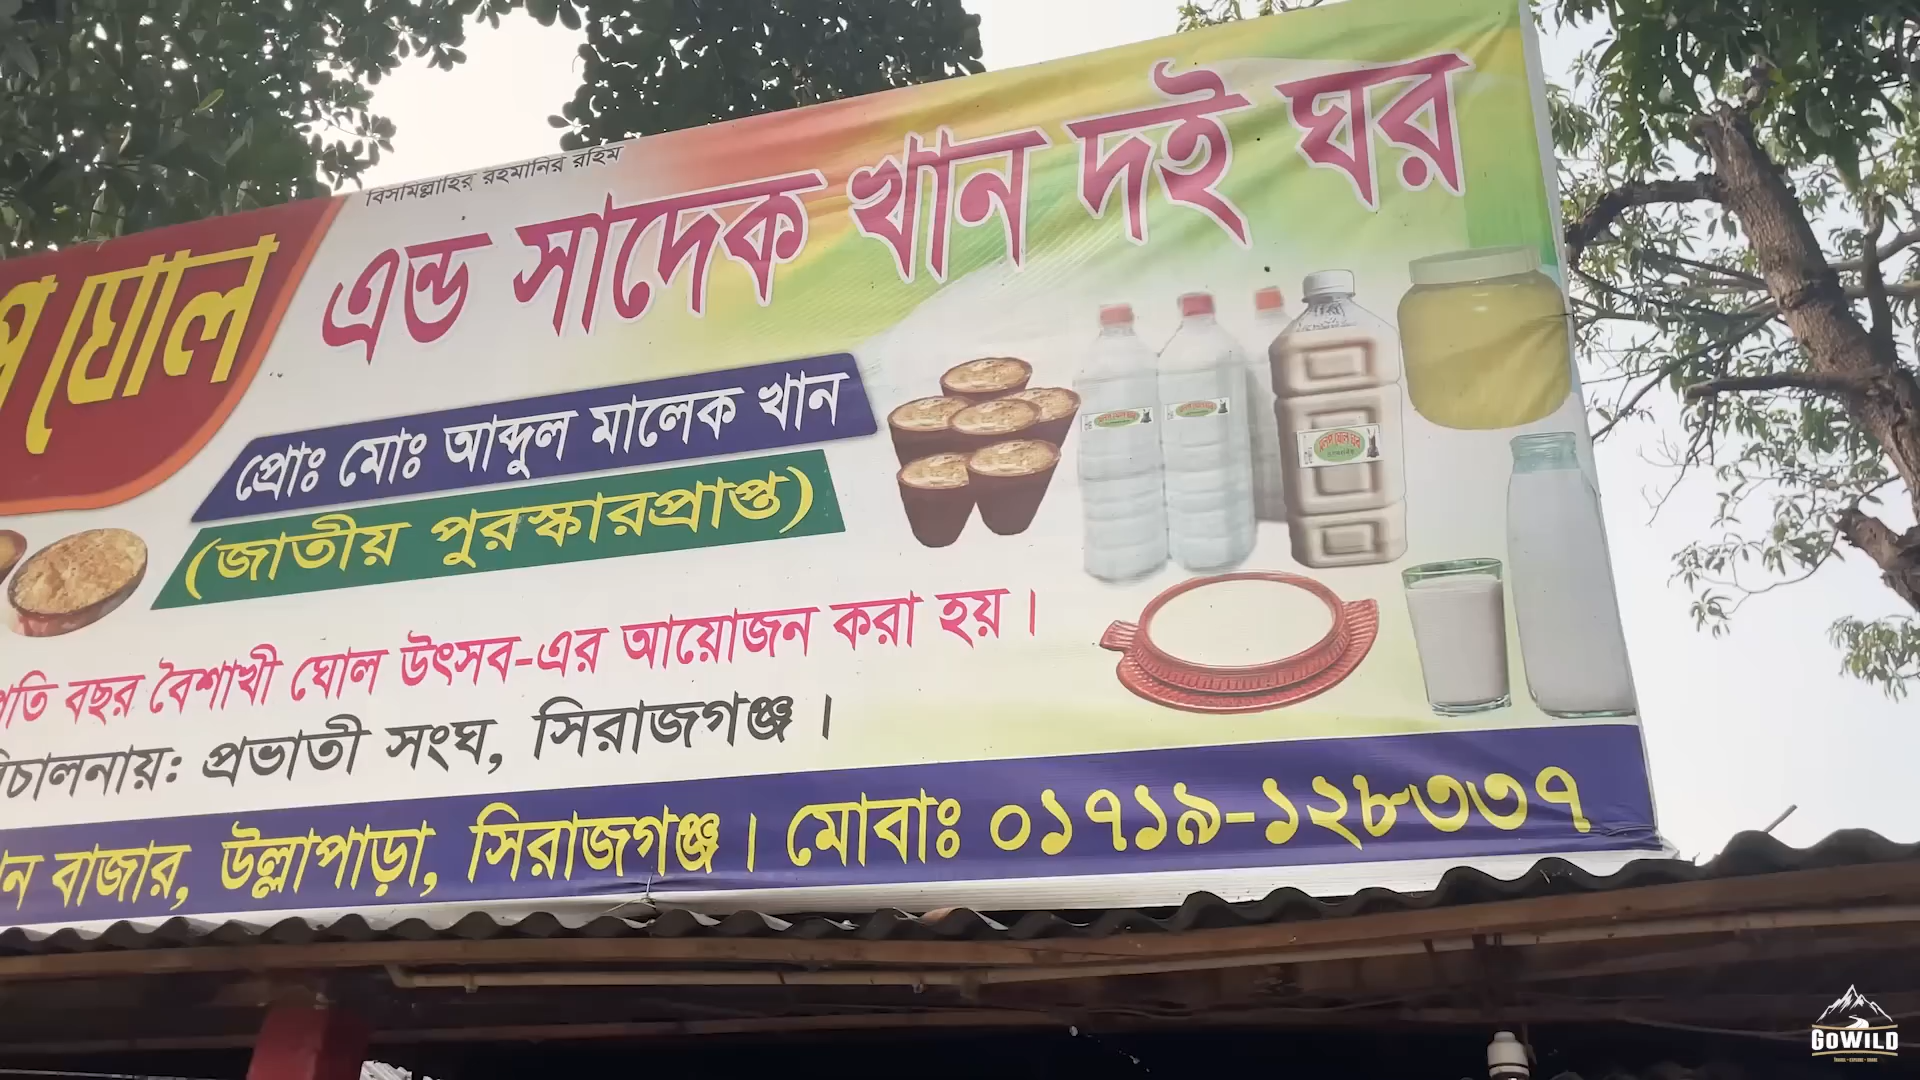 বিসমিল্লাহির রহমানির রহিম
ঘোল এন্ড সাদেক খান দই ঘর
প্রোঃ মোঃ আব্দুল মালেক খান
(জাতীয় পুরস্কারপ্রাপ্ত)
বছর বৈশাখী ঘোল উৎসব-এর আয়োজন করা হয়।
প্রভাতী সংঘ, সিরাজগঞ্জ।
বাজার, উল্লাপাড়া, সিরাজগঞ্জ। মোবাঃ ০১৭১৯-১২৮৩৩৭
GOWILD